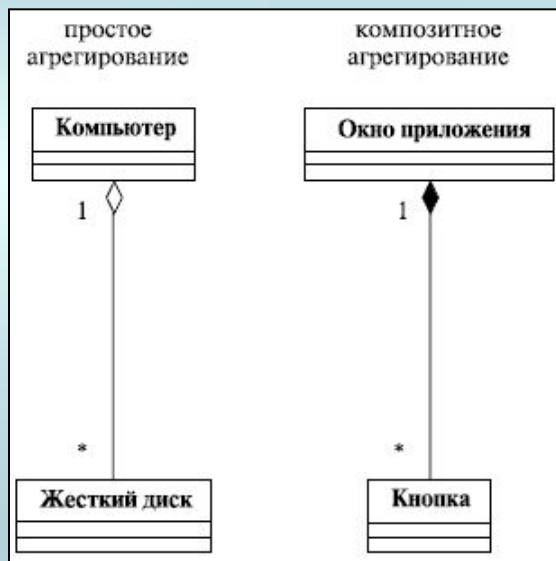 простое
агрегирование
композитное
агрегирование
Компьютер
Окно приложения
1
1
*
*
Жесткий диск
Кнопка